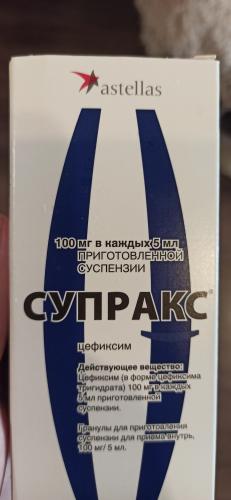 astellas
100 мг в каждых 5 мл
ПРИГОТОВЛЕННОЙ
СУСПЕНЗИИ
СУПРАКС®
цефиксим
Действующее вещество:
Цефиксим (в форме цефиксима
тригидрата) 100 мг в каждых
5 мл приготовленной
суспензии.
Гранулы для приготовления
суспензии для приема внутрь,
100 мг/ 5 мл.